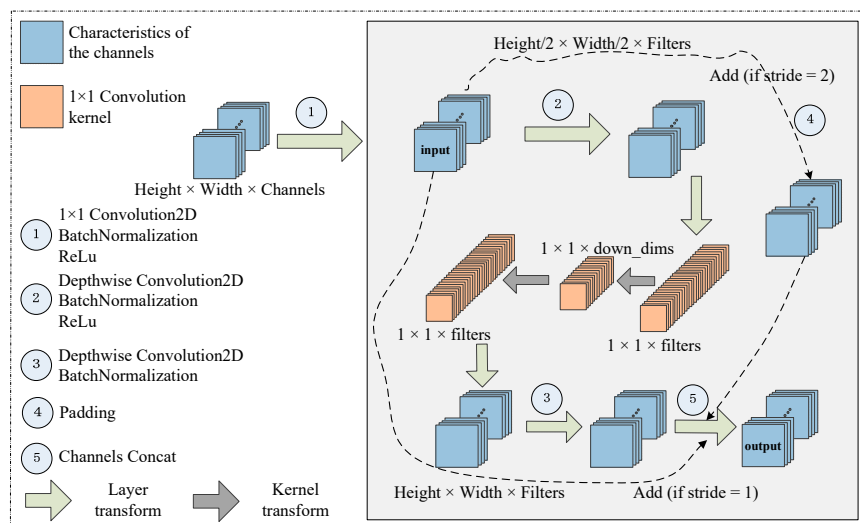 Characteristics of
the channels
1×1 Convolution
kernel
Height × Width × Channels
1
1
1×1 Convolution2D
BatchNormalization
ReLu
2
Depthwise Convolution2D
BatchNormalization
ReLu
3
Depthwise Convolution2D
BatchNormalization
4
Padding
5
Channels Concat
Layer
transform
Kernel
transform
Height/2 × Width/2 × Filters
Add (if stride = 2)
input
2
4
1 × 1 × down_dims
1 × 1 × filters
1 × 1 × filters
3
5
output
Height × Width × Filters
Add (if stride = 1)